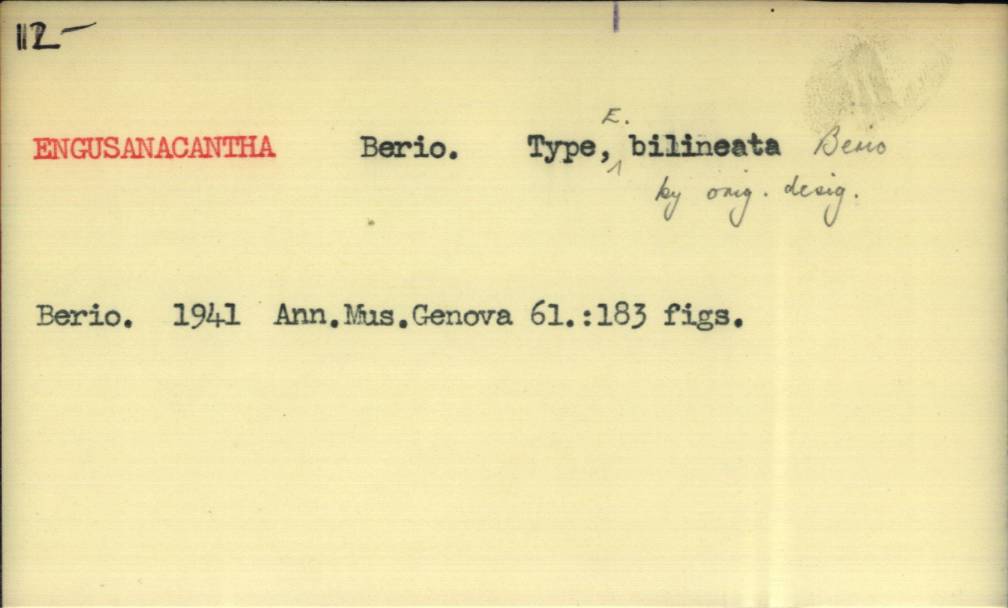 112-
E.
ENGUSANACANTHA Berio. Type, bilineata Berio
by orig. desig.
Berio. 1941 Ann.Mus.Genova 61.:183 figs.